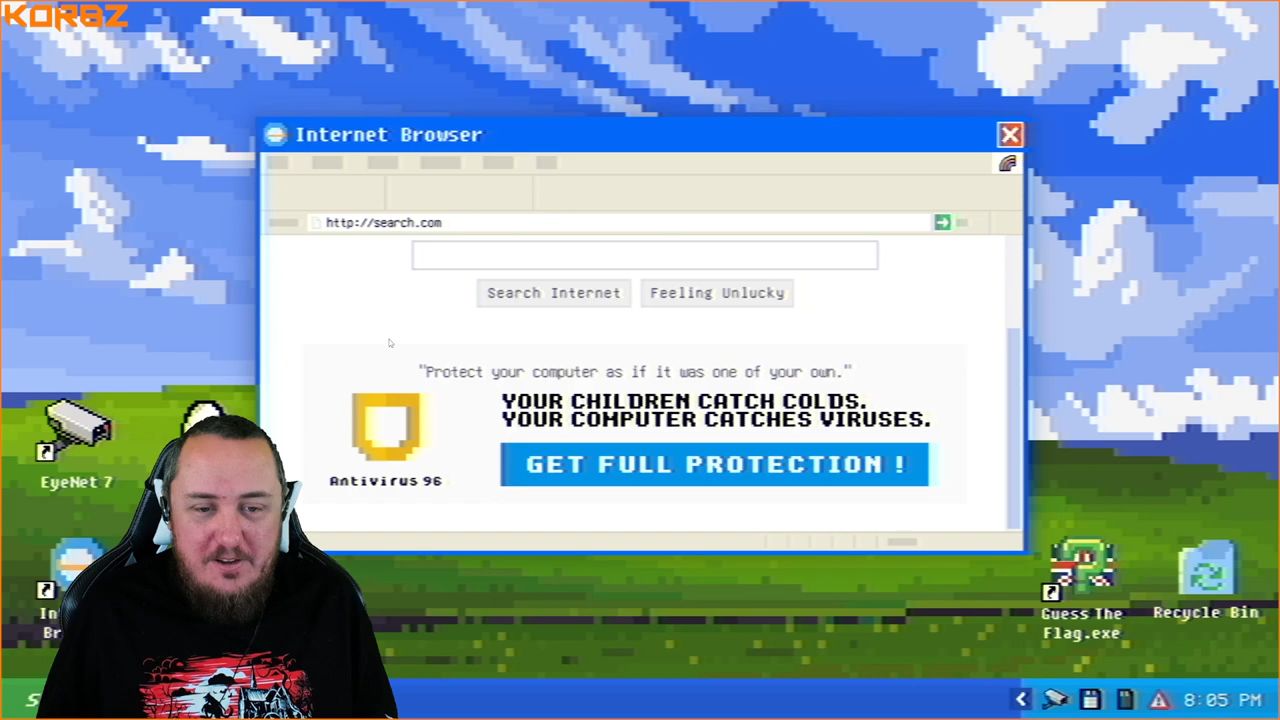 KORBZ
Internet Browser
http://search.com
Search Internet
Feeling Unlucky
"Protect your computer as if it was one of your own."
YOUR CHILDREN CATCH COLDS.
YOUR COMPUTER CATCHES VIRUSES.
GET FULL PROTECTION !
Antivirus 96
EyeNet 7
In
Br
Guess The
Flag.exe
Recycle Bin
8:05 PM